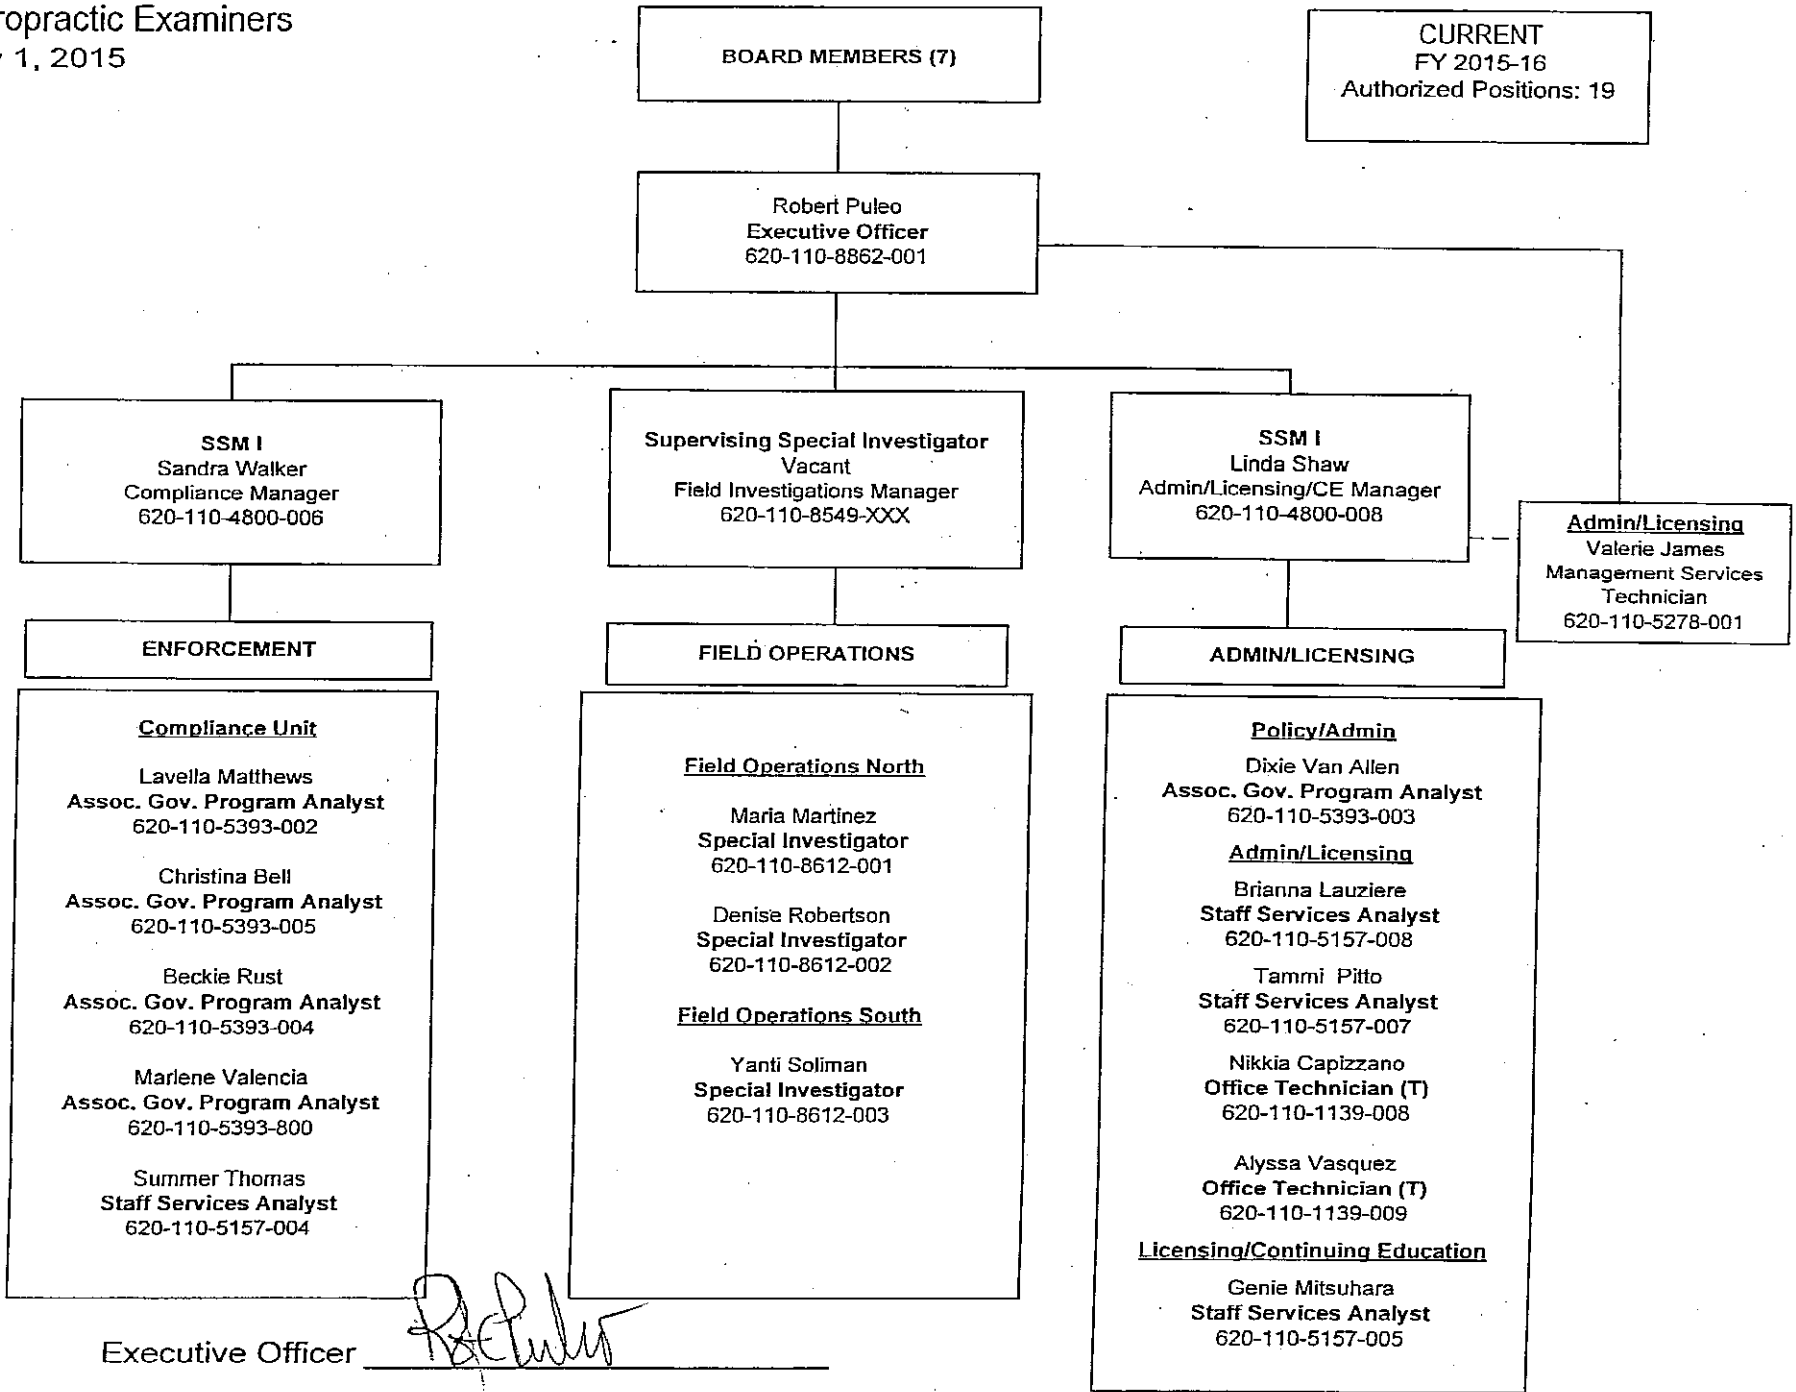 ropractic Examiners
1, 2015
BOARD MEMBERS (7)
CURRENT
FY 2015-16
Authorized Positions: 19
Robert Puleo
Executive Officer
620-110-8862-001
SSM I
Sandra Walker
Compliance Manager
620-110-4800-006
Supervising Special Investigator
Vacant
Field Investigations Manager
620-110-8549-XXX
SSM I
Linda Shaw
Admin/Licensing/CE Manager
620-110-4800-008
Admin/Licensing
Valerie James
Management Services
Technician
620-110-5278-001
ENFORCEMENT
Compliance Unit
Lavella Matthews
Assoc. Gov. Program Analyst
620-110-5393-002
Christina Bell
Assoc. Gov. Program Analyst
620-110-5393-005
Beckie Rust
Assoc. Gov. Program Analyst
620-110-5393-004
Marlene Valencia
Assoc. Gov. Program Analyst
620-110-5393-800
Summer Thomas
Staff Services Analyst
620-110-5157-004
FIELD OPERATIONS
Field Operations North
Maria Martinez
Special Investigator
620-110-8612-001
Denise Robertson
Special Investigator
620-110-8612-002
Field Operations South
Yanti Soliman
Special Investigator
620-110-8612-003
ADMIN/LICENSING
Policy/Admin
Dixie Van Allen
Assoc. Gov. Program Analyst
620-110-5393-003
Admin/Licensing
Brianna Lauziere
Staff Services Analyst
620-110-5157-008
Tammi Pitto
Staff Services Analyst
620-110-5157-007
Nikkia Capizzano
Office Technician (T)
620-110-1139-008
Alyssa Vasquez
Office Technician (T)
620-110-1139-009
Licensing/Continuing Education
Genie Mitsuhara
Staff Services Analyst
620-110-5157-005
Executive Officer